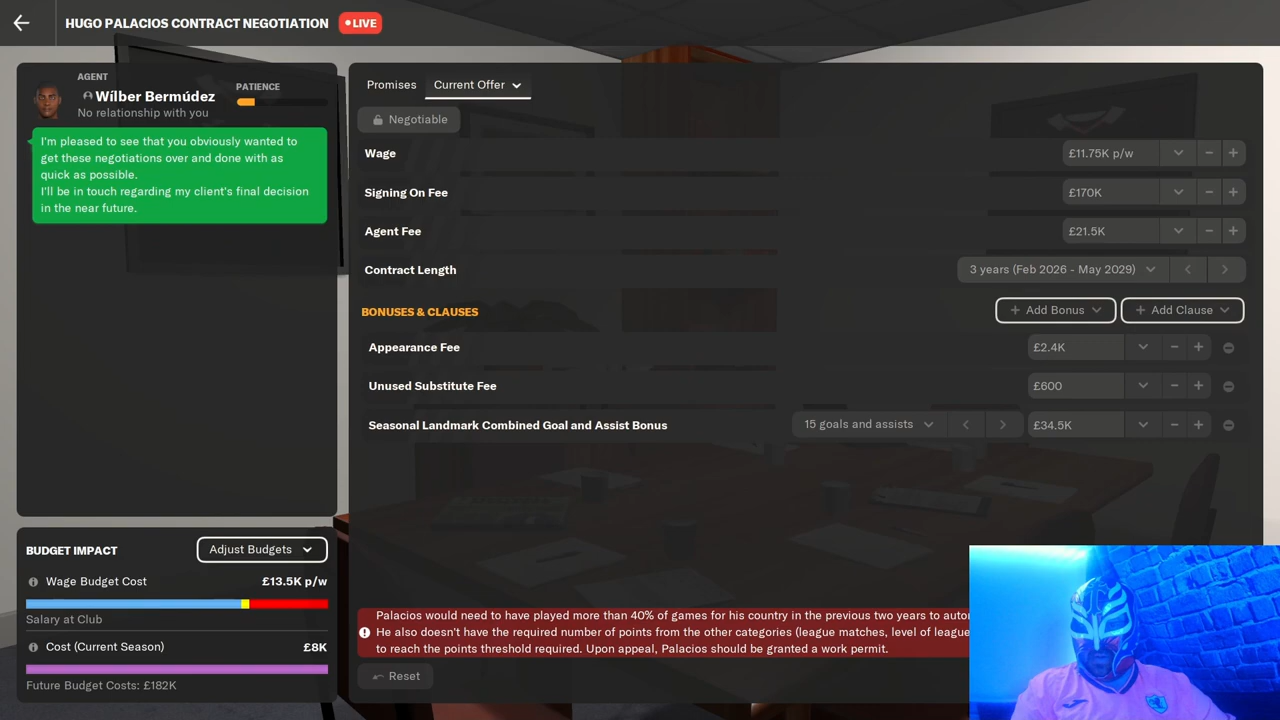 HUGO PALACIOS CONTRACT NEGOTIATION
LIVE
AGENT
Wílber Bermúdez
No relationship with you
PATIENCE
I'm pleased to see that you obviously wanted to
get these negotiations over and done with as
quick as possible.
I'll be in touch regarding my client's final decision
in the near future.
Promises
Current Offer
Negotiable
Wage
£11.75K p/w
Signing On Fee
£170K
Agent Fee
£21.5K
Contract Length
3 years (Feb 2026 - May 2029)
BONUSES & CLAUSES
Add Bonus
Add Clause
Appearance Fee
£2.4K
Unused Substitute Fee
£600
Seasonal Landmark Combined Goal and Assist Bonus
15 goals and assists
£34.5K
BUDGET IMPACT
Adjust Budgets
Wage Budget Cost
£13.5K p/w
Salary at Club
Cost (Current Season)
£8K
Future Budget Costs: £182K
Palacios would need to have played more than 40% of games for his country in the previous two years to
He also doesn't have the required number of points from the other categories (league matches, level of league
to reach the points threshold required. Upon appeal, Palacios should be granted a work permit.
Reset